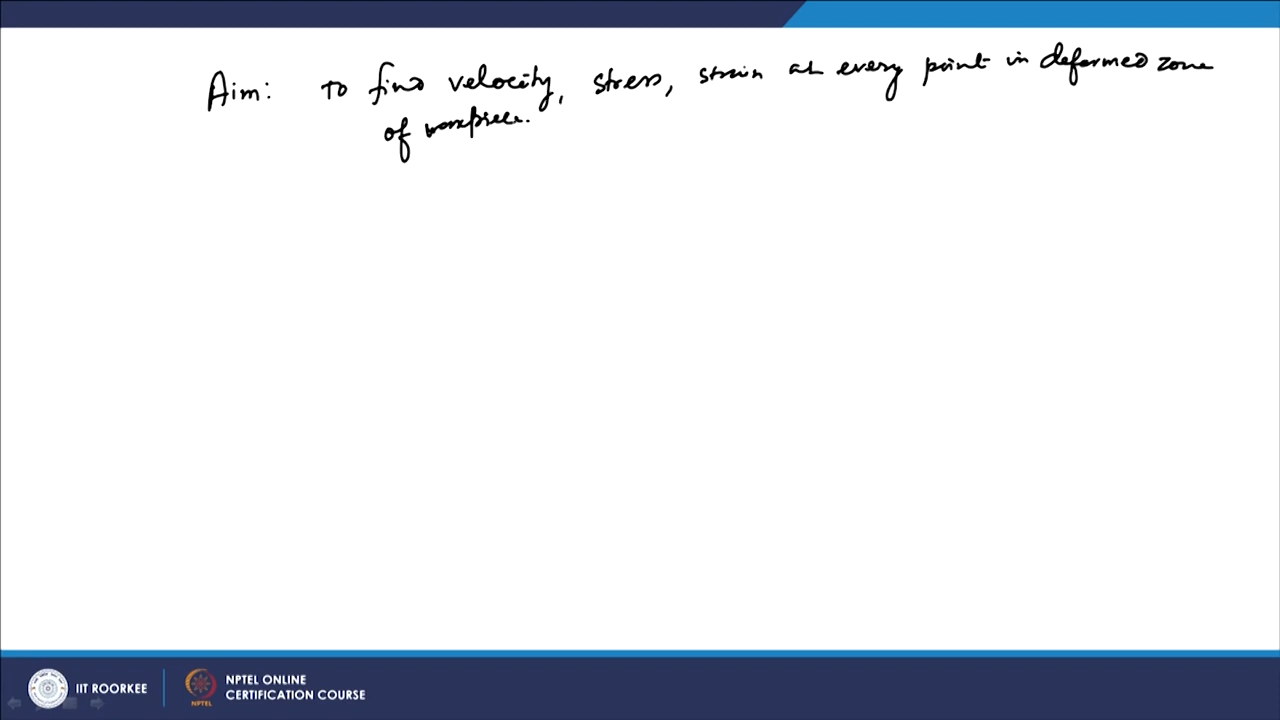 Aim: To find velocity, stress, strain at every point in deformed zone
of workpiece.
IIT ROORKEE
NPTEL ONLINE
CERTIFICATION COURSE
NPTEL